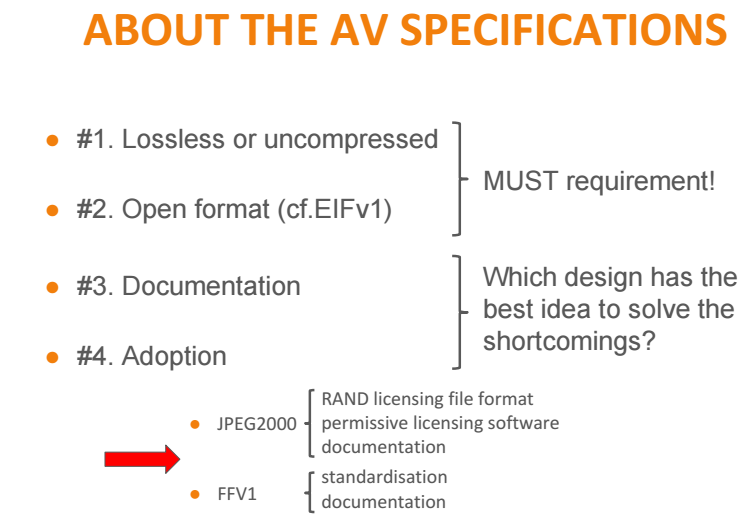 ABOUT THE AV SPECIFICATIONS
#1. Lossless or uncompressed
#2. Open format (cf.EIFv1)
MUST requirement!
#3. Documentation
#4. Adoption
Which design has the
best idea to solve the
shortcomings?
JPEG2000
RAND licensing file format
permissive licensing software
documentation
FFV1
standardisation
documentation